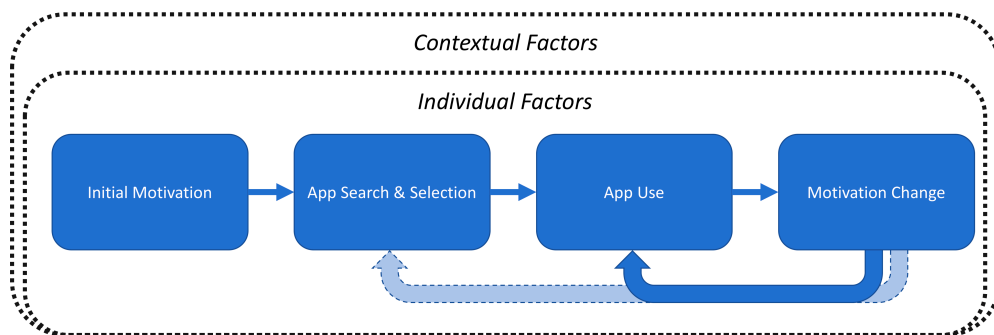 Contextual Factors
Individual Factors
Initial Motivation
App Search & Selection
App Use
Motivation Change